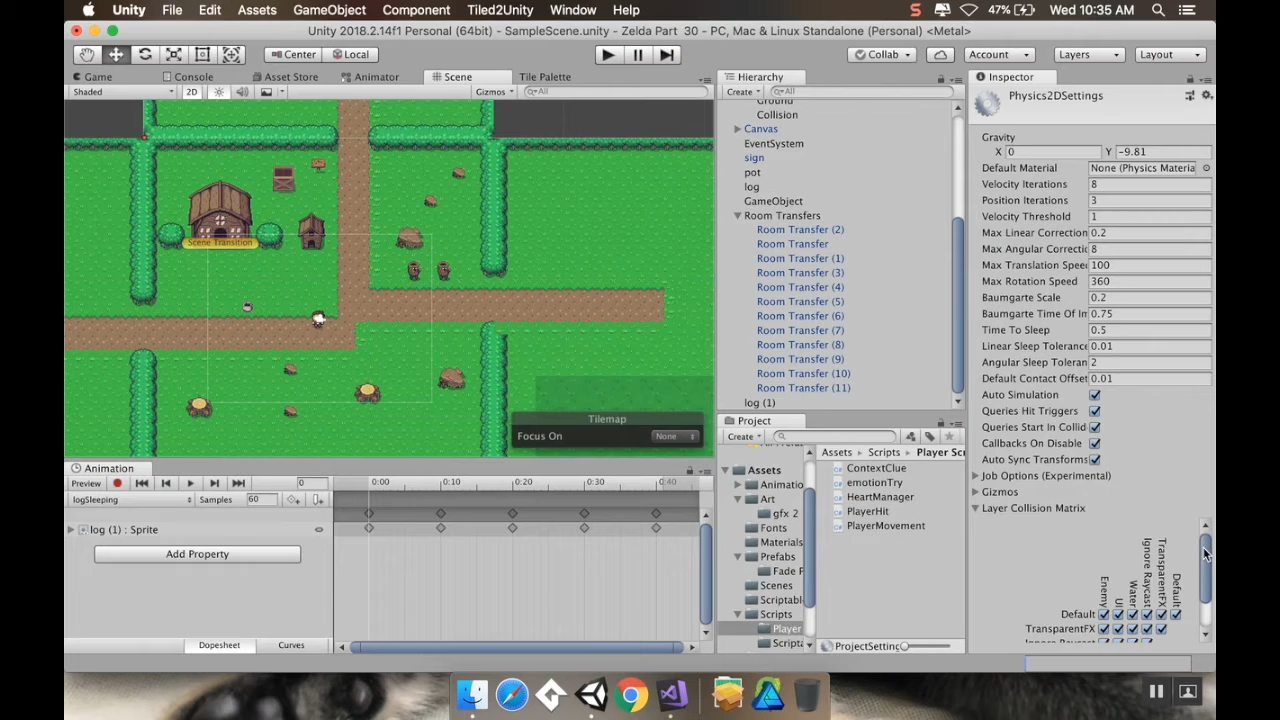 Unity File Edit Assets GameObject Component Tiled2Unity Window Help 47% Wed 10:35 AM
Unity 2018.2.14f1 Personal (64bit) - SampleScene.unity - Zelda Part 30 - PC, Mac & Linux Standalone (Personal) <Metal>
Center Local Collab Account Layers Layout
Game Console Asset Store Animator Scene Tile Palette
Shaded 2D Gizmos All
Scene Transition
Tilemap
Focus On None
Hierarchy
Create All
Ground
Collision
Canvas
EventSystem
sign
pot
log
GameObject
Room Transfers
Room Transfer (2)
Room Transfer
Room Transfer (1)
Room Transfer (3)
Room Transfer (4)
Room Transfer (5)
Room Transfer (6)
Room Transfer (7)
Room Transfer (8)
Room Transfer (9)
Room Transfer (10)
Room Transfer (11)
log (1)
Inspector
Physics2DSettings
Gravity
X 0 Y -9.81
Default Material None (Physics Materia
Velocity Iterations 8
Position Iterations 3
Velocity Threshold 1
Max Linear Correction 0.2
Max Angular Correctic 8
Max Translation Speed 100
Max Rotation Speed 360
Baumgarte Scale 0.2
Baumgarte Time Of Im 0.75
Time To Sleep 0.5
Linear Sleep Tolerance 0.01
Angular Sleep Toleran 2
Default Contact Offset 0.01
Auto Simulation
Queries Hit Triggers
Queries Start In Collid
Callbacks On Disable
Auto Sync Transforms
Job Options (Experimental)
Gizmos
Layer Collision Matrix
Enemy
UI
Water
Ignore Raycast
TransparentFX
Default
Default
TransparentFX
Ignore Raycast
Animation
Preview 0 0:00 0:10 0:20 0:30 0:40
logSleeping Samples 60
log (1) : Sprite
Add Property
Dopesheet Curves
Project
Create
Assets
Animatio
Art
gfx 2
Fonts
Materials
Prefabs
Fade P
Scenes
Scriptabl
Scripts
Player
Scripta
Assets Scripts Player Scr
ContextClue
emotionTry
HeartManager
PlayerHit
PlayerMovement
ProjectSetting